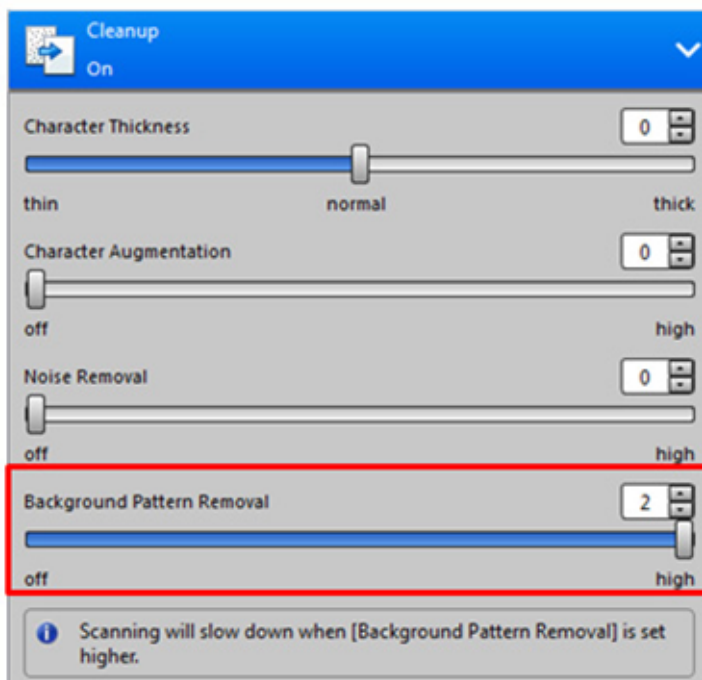 Cleanup
On
Character Thickness 0
thin normal thick
Character Augmentation 0
off high
Noise Removal 0
off high
Background Pattern Removal 2
off high
Scanning will slow down when [Background Pattern Removal] is set
higher.